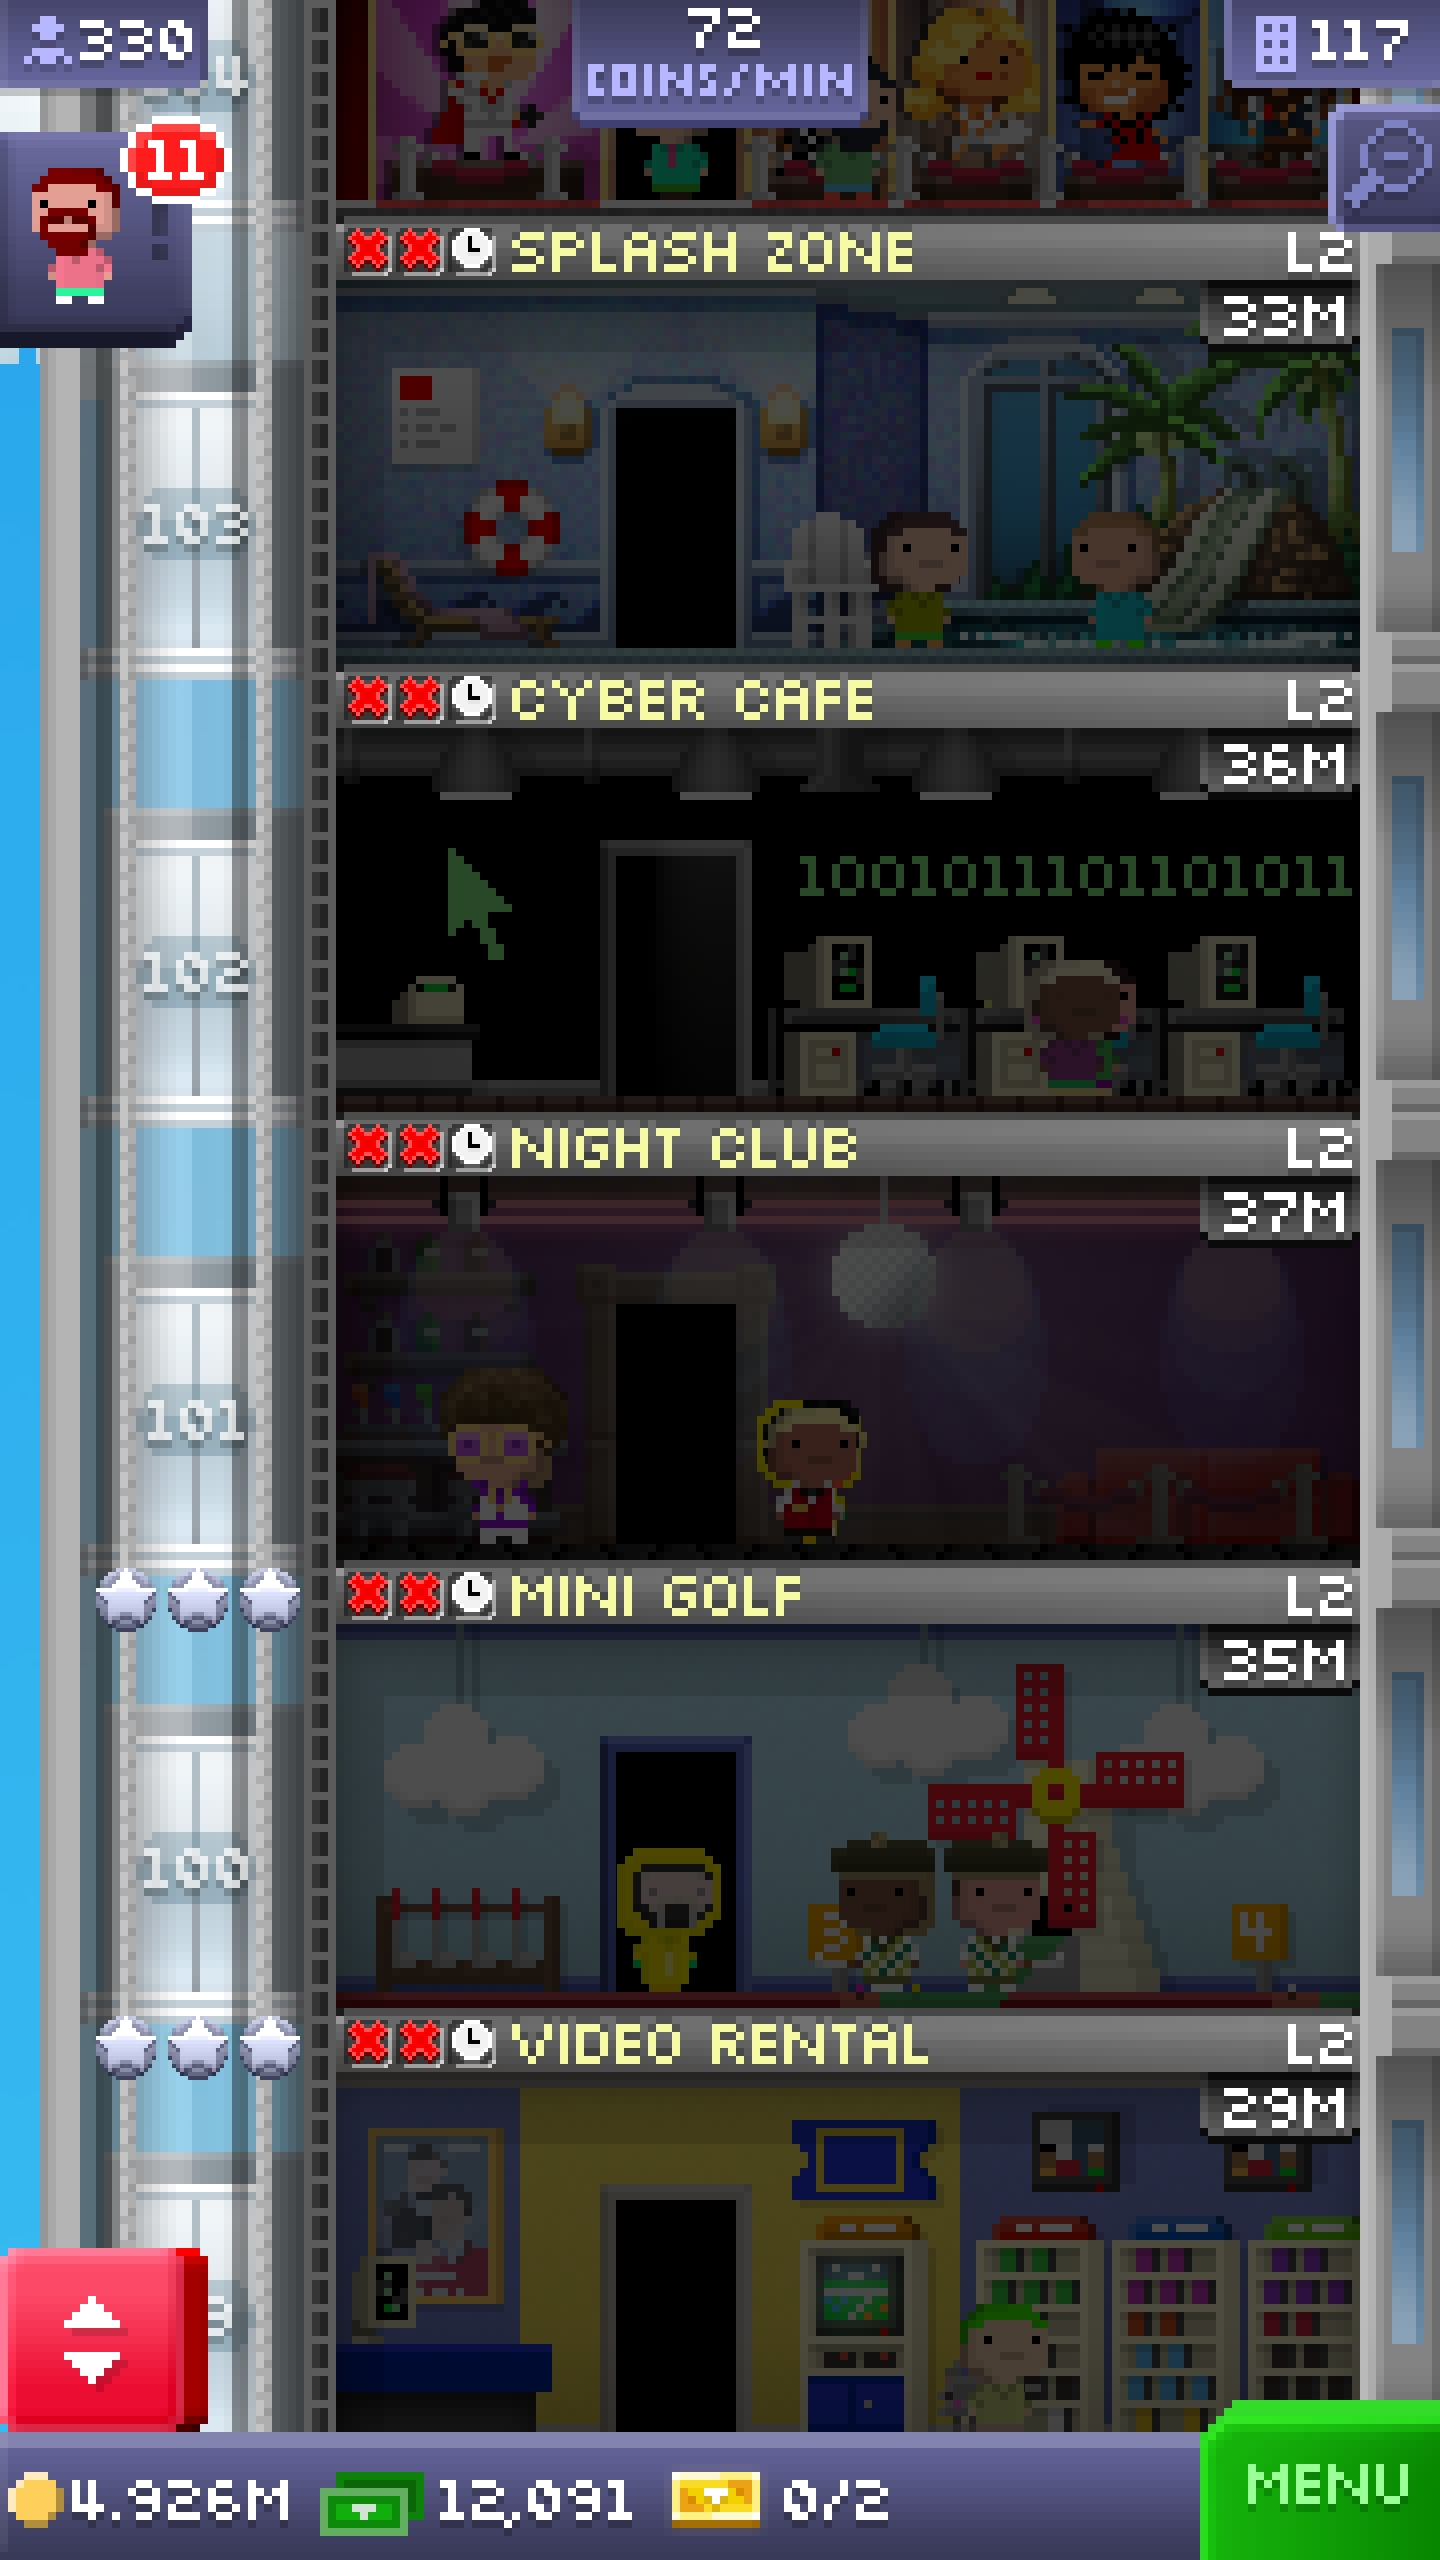 330
72
COINS/MIN
117
11
SPLASH ZONE L2
33M
103
CYBER CAFE L2
36M
1001011101101011
102
NIGHT CLUB L2
37M
101
MINI GOLF L2
35M
100
3
4
VIDEO RENTAL L2
29M
4.926M 12,091 0/2
MENU